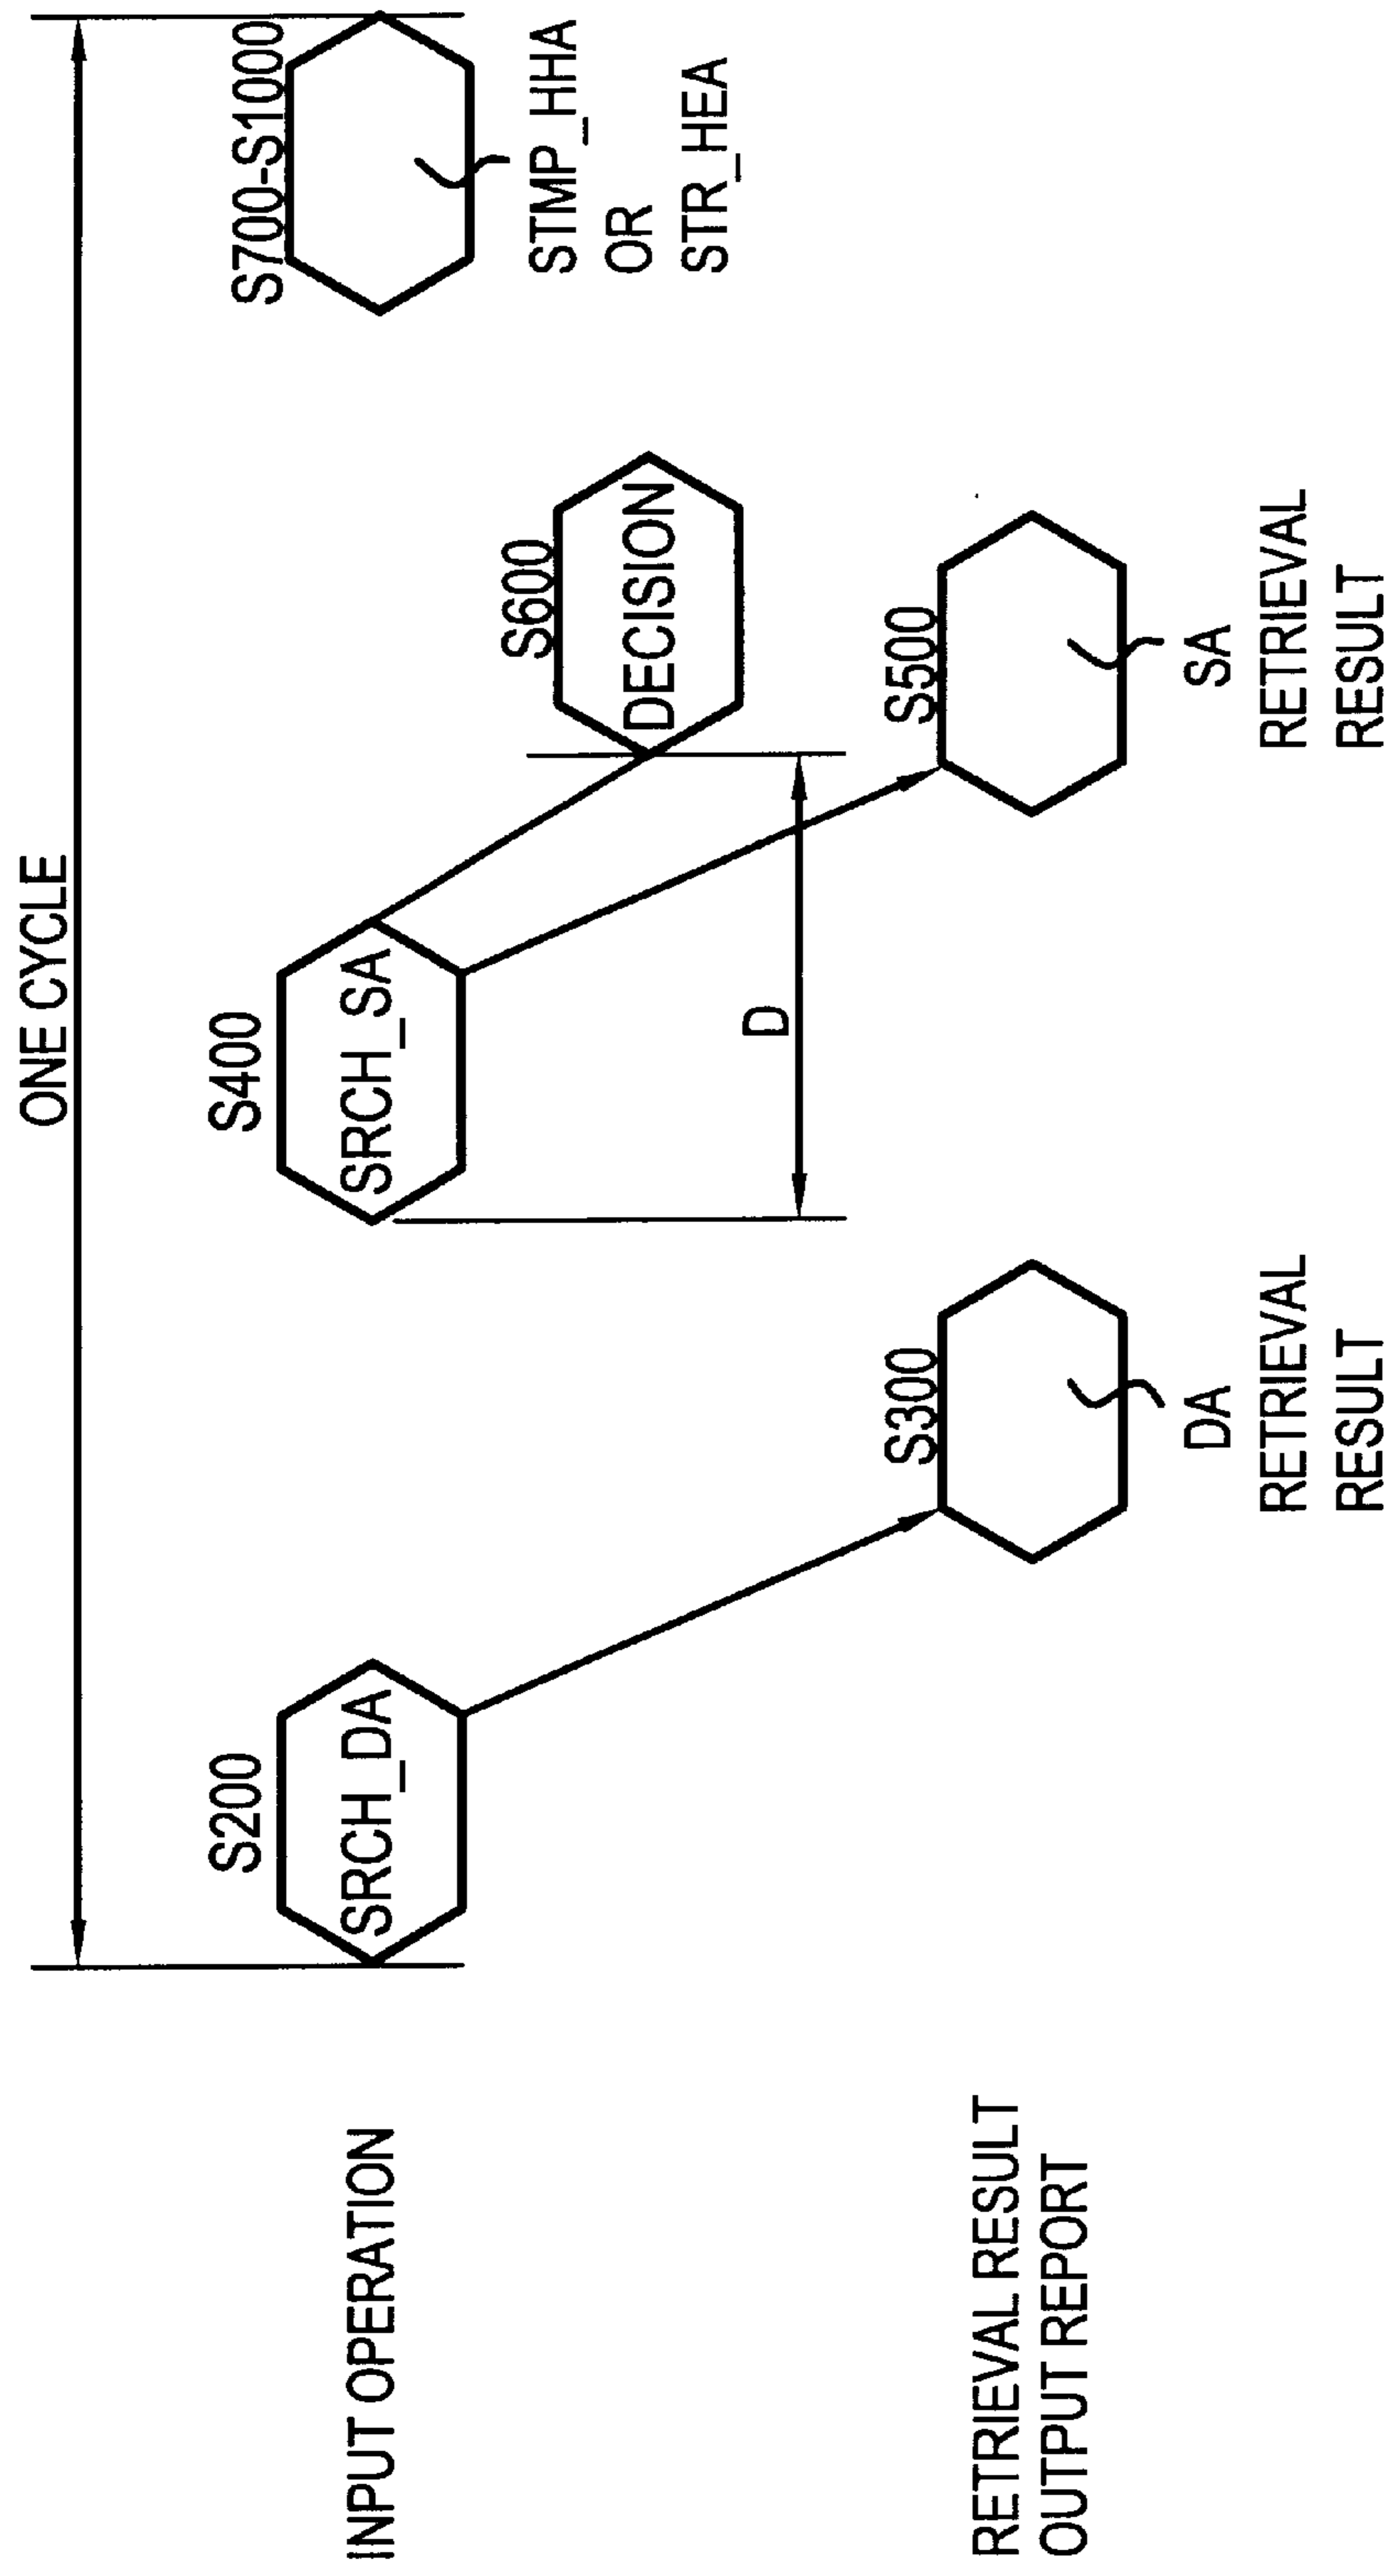 ONE CYCLE
INPUT OPERATION
S200
SRCH_DA
S400
SRCH_SA
S700-S1000
STMP_HHA
OR
STR_HEA
S600
DECISION
D
RETRIEVAL RESULT
OUTPUT REPORT
S300
DA
RETRIEVAL
RESULT
S500
SA
RETRIEVAL
RESULT